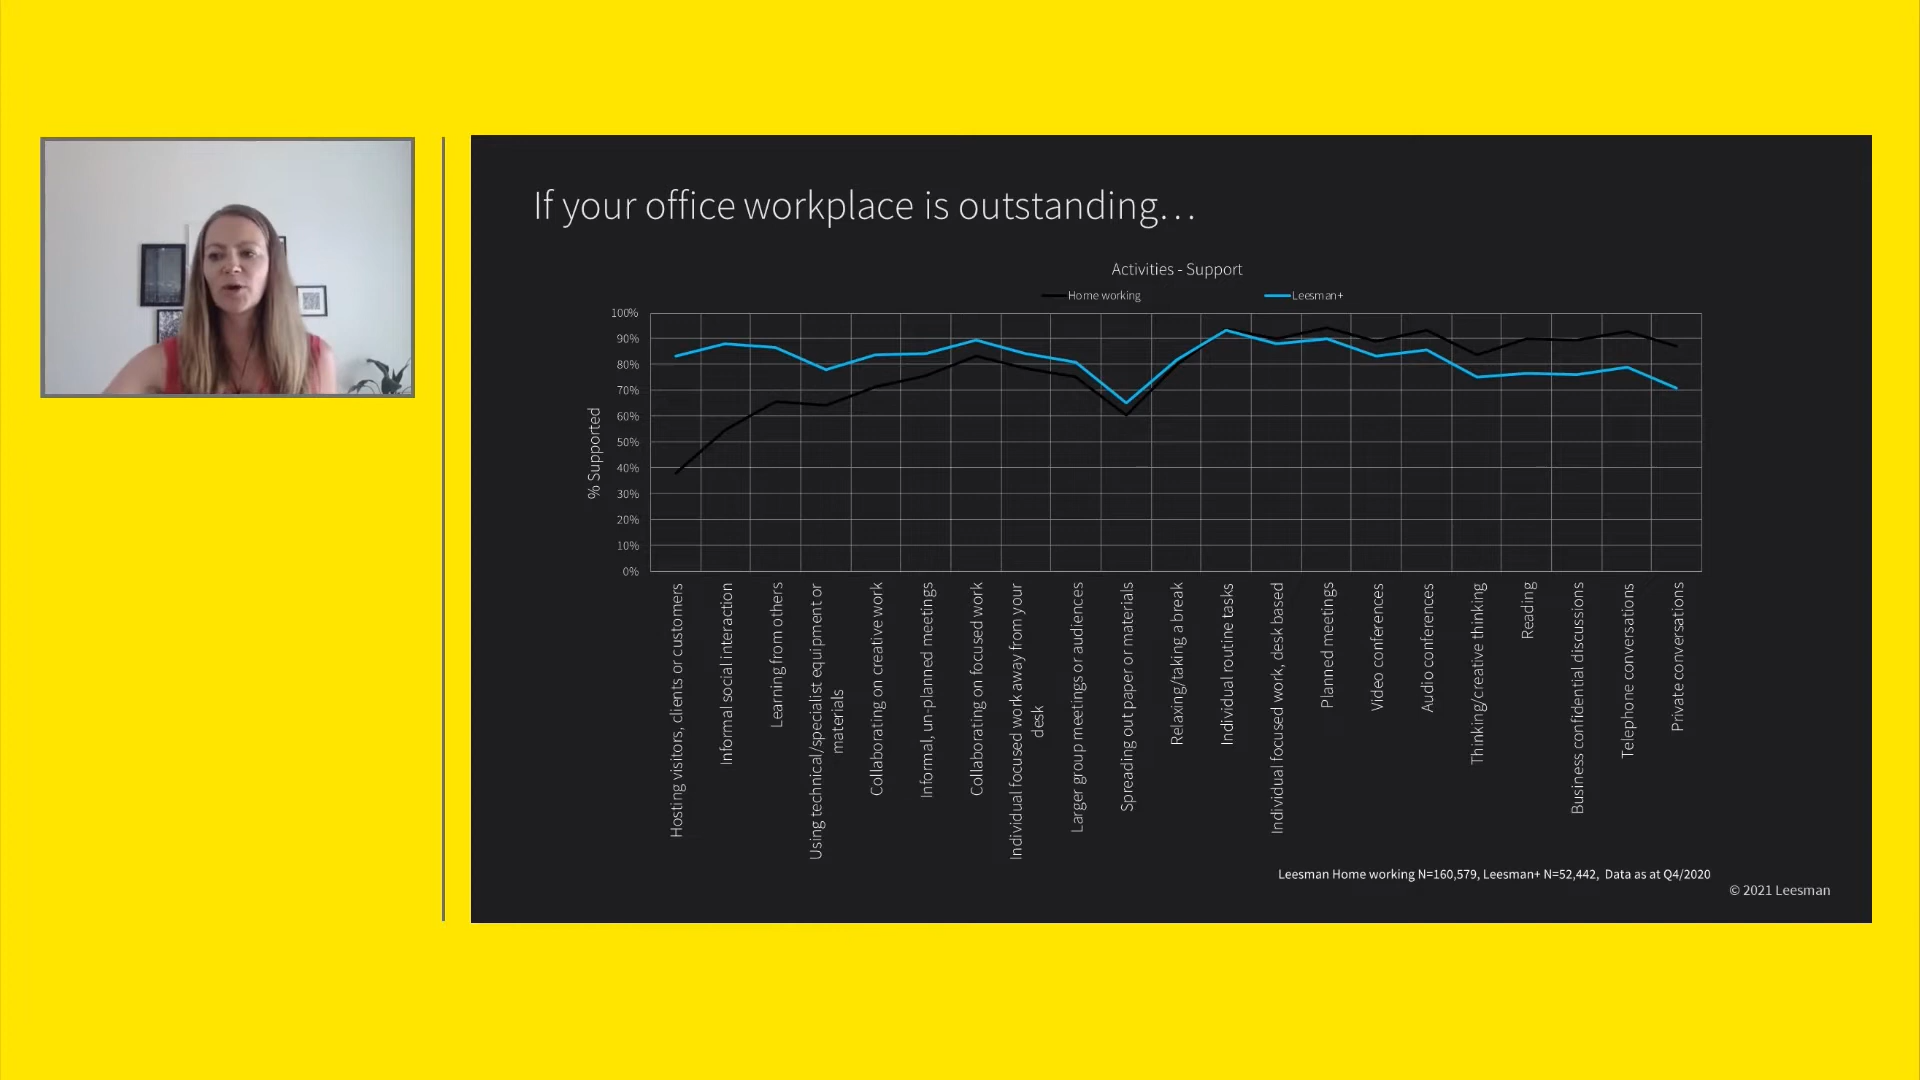 If your office workplace is outstanding...
Activities - Support
Home working
Leesman+
% Supported
100%
90%
80%
70%
60%
50%
40%
30%
20%
10%
0%
Hosting visitors, clients or customers
Informal social interaction
Learning from others
Using technical/specialist equipment or
materials
Collaborating on creative work
Informal, un-planned meetings
Collaborating on focused work
Individual focused work away from your
desk
Larger group meetings or audiences
Spreading out paper or materials
Relaxing/taking a break
Individual routine tasks
Individual focused work, desk based
Planned meetings
Video conferences
Audio conferences
Thinking/creative thinking
Reading
Business confidential discussions
Telephone conversations
Private conversations
Leesman Home working N=160,579, Leesman+ N=52,442, Data as at Q4/2020
© 2021 Leesman